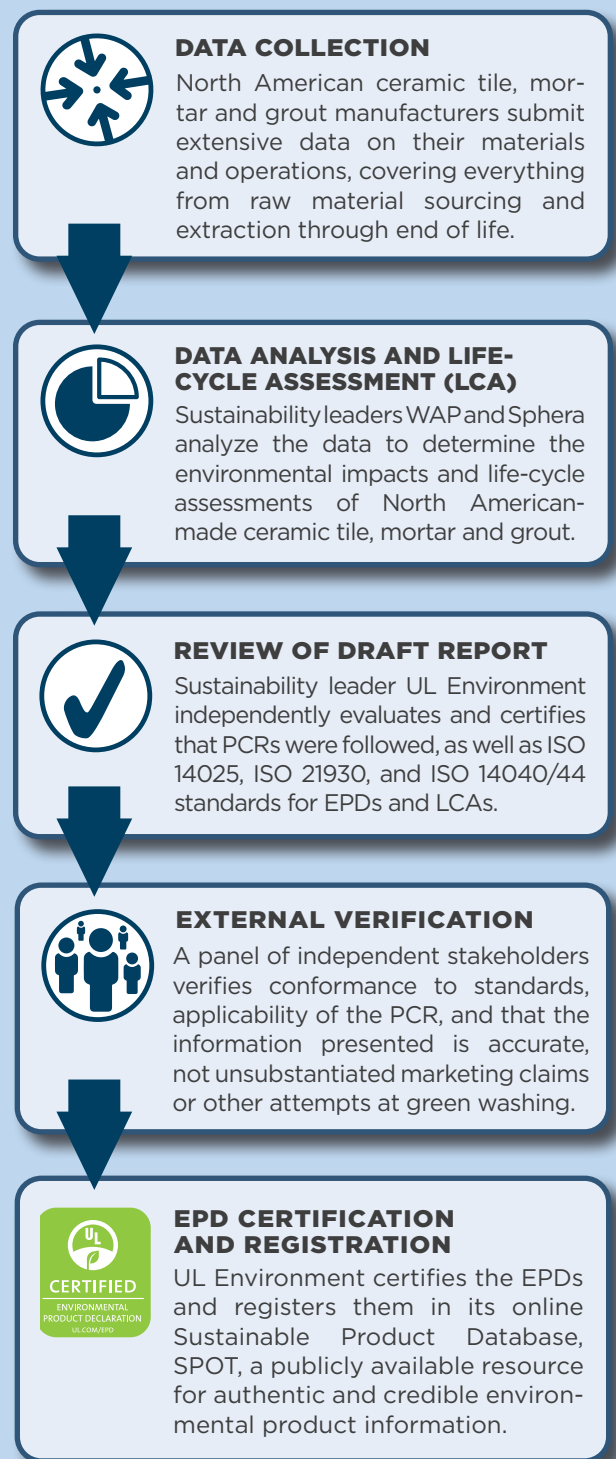 DATA COLLECTION
North American ceramic tile, mor-
tar and grout manufacturers submit
extensive data on their materials
and operations, covering everything
from raw material sourcing and
extraction through end of life.
DATA ANALYSIS AND LIFE-
CYCLE ASSESSMENT (LCA)
Sustainability leaders WAP and Sphera
analyze the data to determine the
environmental impacts and life-cycle
assessments of North American-
made ceramic tile, mortar and grout.
REVIEW OF DRAFT REPORT
Sustainability leader UL Environment
independently evaluates and certifies
that PCRs were followed, as well as ISO
14025, ISO 21930, and ISO 14040/44
standards for EPDs and LCAs.
EXTERNAL VERIFICATION
A panel of independent stakeholders
verifies conformance to standards,
applicability of the PCR, and that the
information presented is accurate,
not unsubstantiated marketing claims
or other attempts at green washing.
UL
CERTIFIED
ENVIRONMENTAL
PRODUCT DECLARATION
UL.COM/EPD
EPD CERTIFICATION
AND REGISTRATION
UL Environment certifies the EPDs
and registers them in its online
Sustainable Product Database,
SPOT, a publicly available resource
for authentic and credible environ-
mental product information.